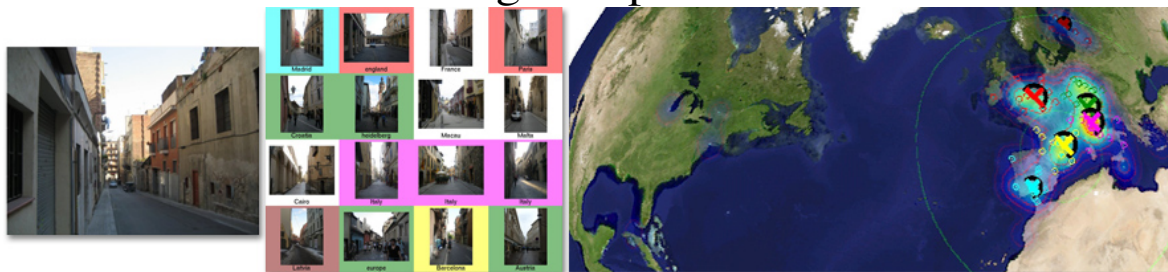 Madrid england France Paris
Croatia heidelberg Macau Malta
Cairo Italy Italy Italy
Latvia europe Barcelona Austria